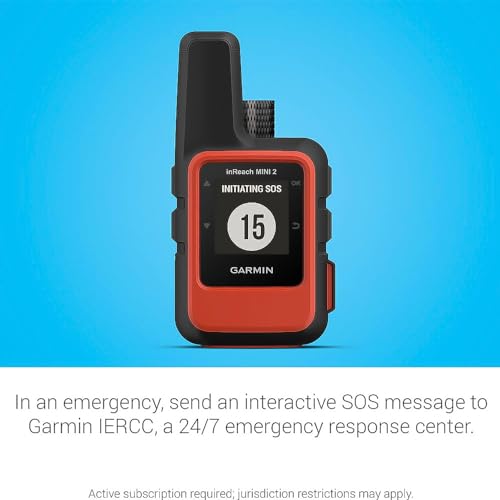 inReach MINI 2
INITIATING SOS
OK
15
GARMIN
In an emergency, send an interactive SOS message to
Garmin IERCC, a 24/7 emergency response center.
Active subscription required; jurisdiction restrictions may apply.